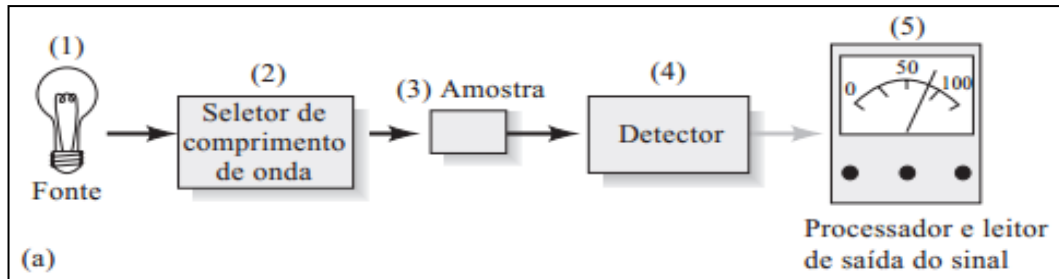 (1)
Fonte
(2)
Seletor de
comprimento
de onda
(3) Amostra
(4)
Detector
(5)
0 50 100
Processador e leitor
de saída do sinal
(a)